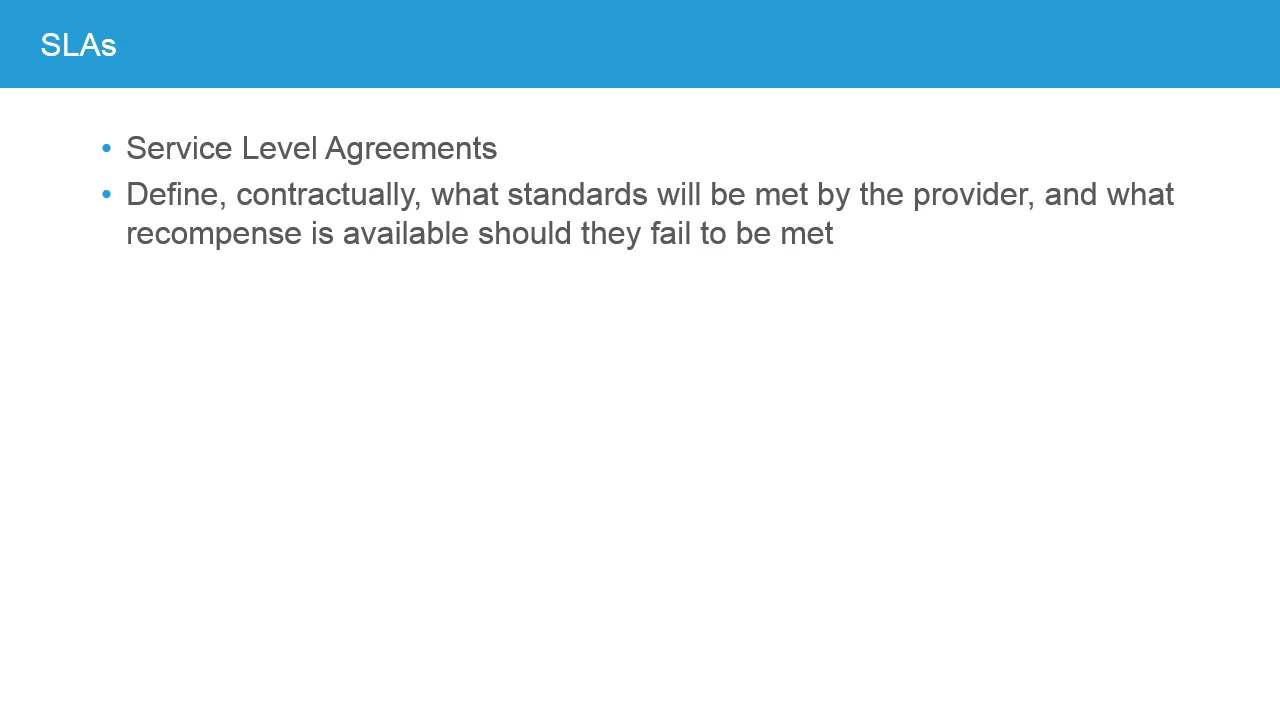 SLAs
• Service Level Agreements
• Define, contractually, what standards will be met by the provider, and what
recompense is available should they fail to be met